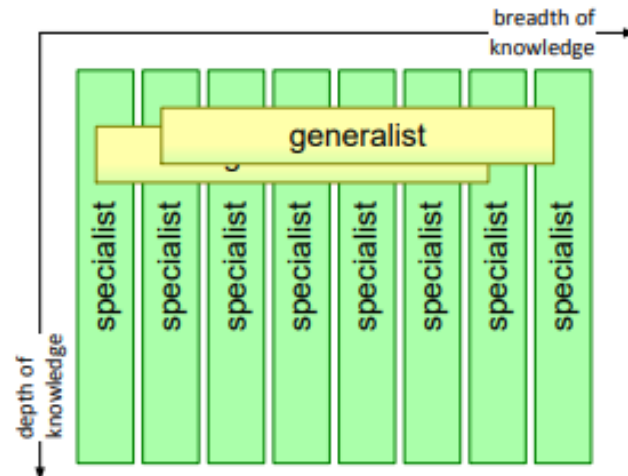 breadth of
knowledge
generalist
specialist
specialist
specialist
specialist
specialist
specialist
specialist
specialist
depth of
knowledge